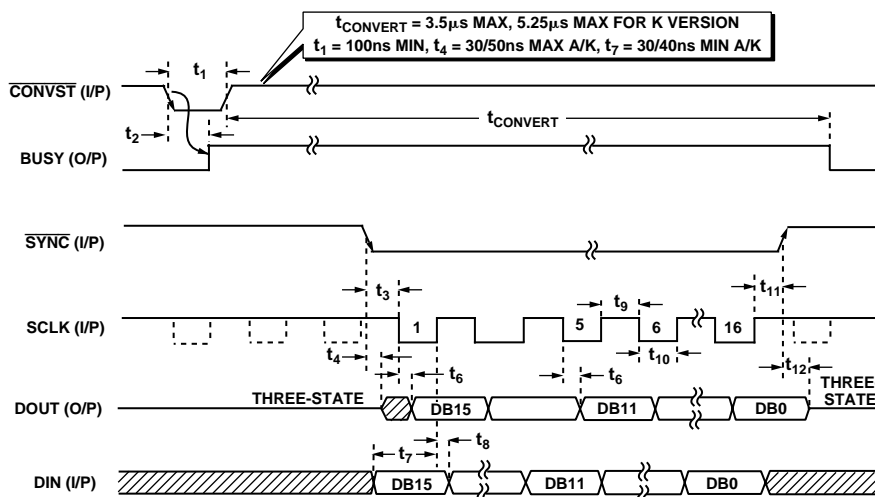 tCONVERT = 3.5µs MAX, 5.25µs MAX FOR K VERSION
t1 = 100ns MIN, t4 = 30/50ns MAX A/K, t7 = 30/40ns MIN A/K
t1
CONVST (I/P)
t2
tCONVERT
BUSY (O/P)
SYNC (I/P)
t3
t9
t11
SCLK (I/P)
1
5
6
16
t4
t6
t6
t10
t12
THREE-STATE
THREE-
STATE
DOUT (O/P)
DB15
DB11
DB0
t7
t8
DIN (I/P)
DB15
DB11
DB0